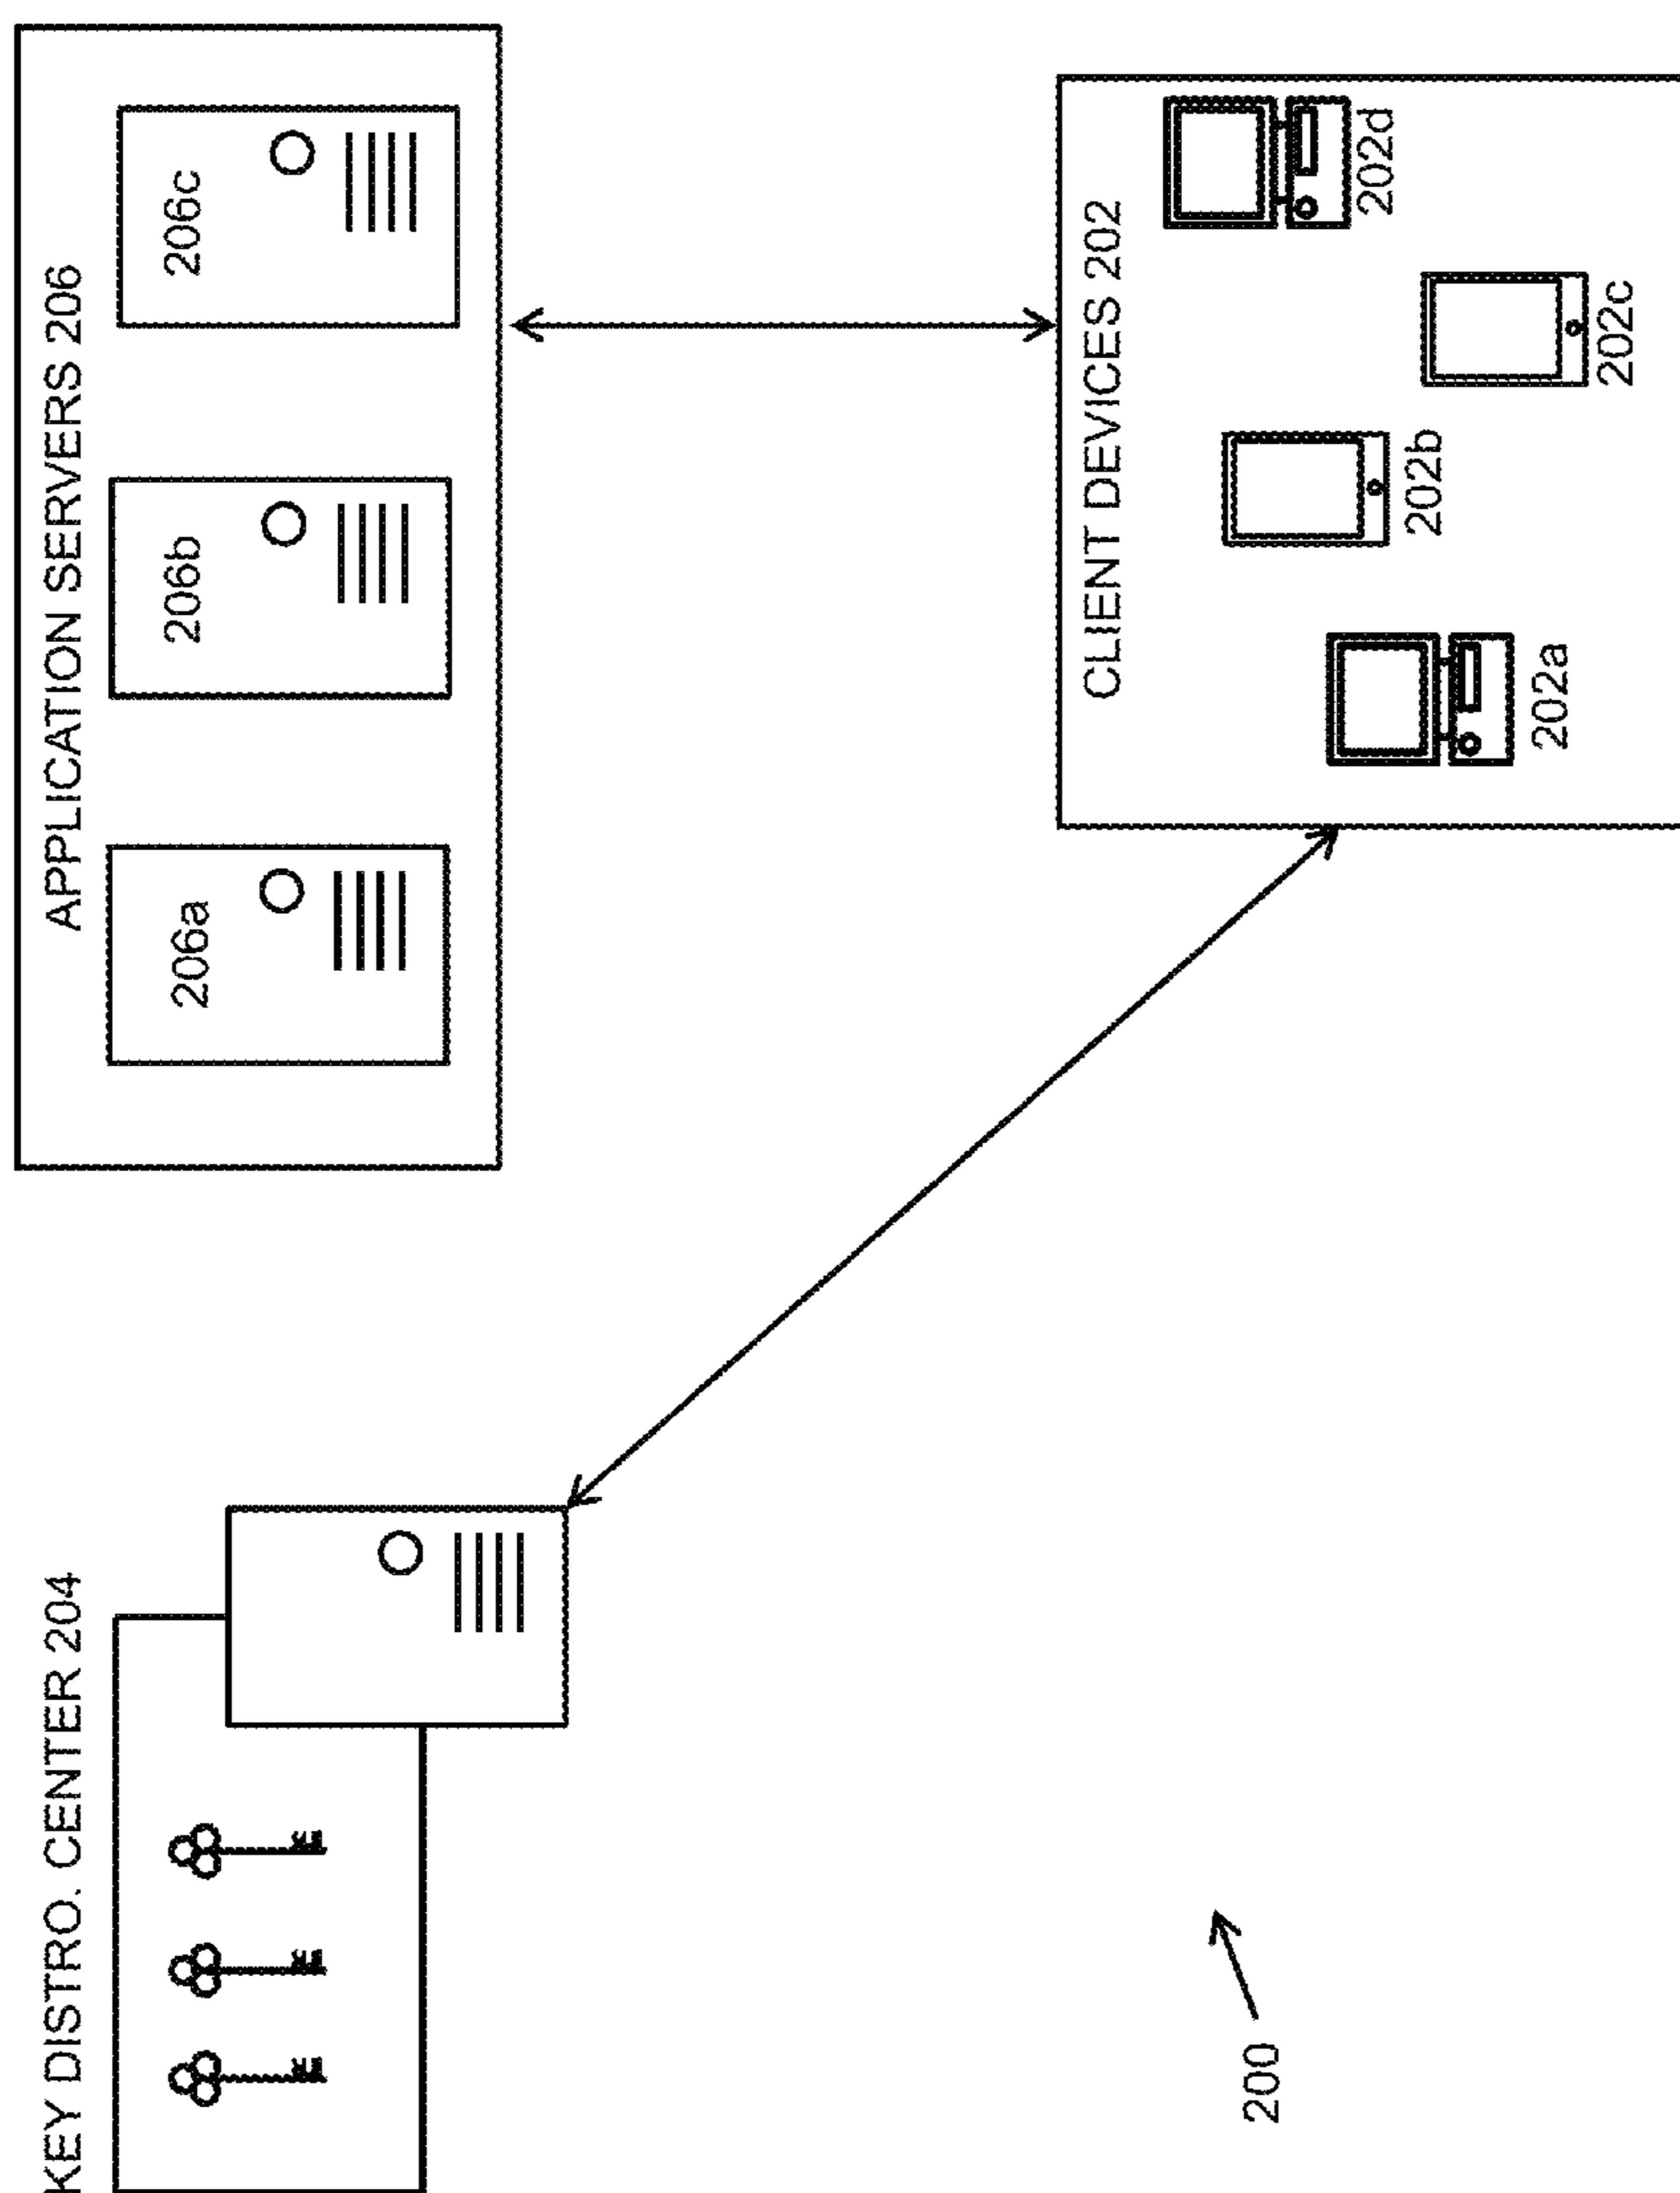 KEY DISTRO. CENTER 204
APPLICATION SERVERS 206
206a
206b
206c
CLIENT DEVICES 202
202a
202b
202c
202d
200